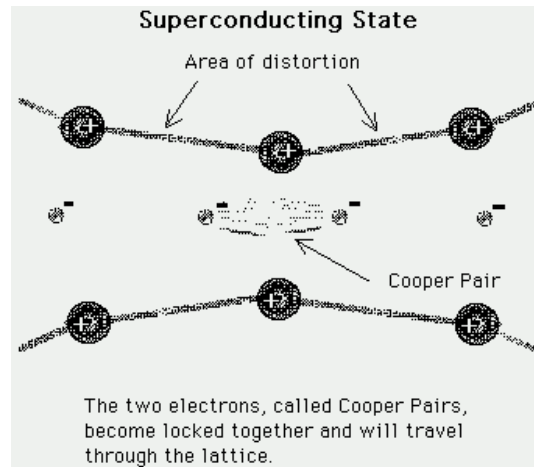 Superconducting State
Area of distortion
Cooper Pair
The two electrons, called Cooper Pairs,
become locked together and will travel
through the lattice.